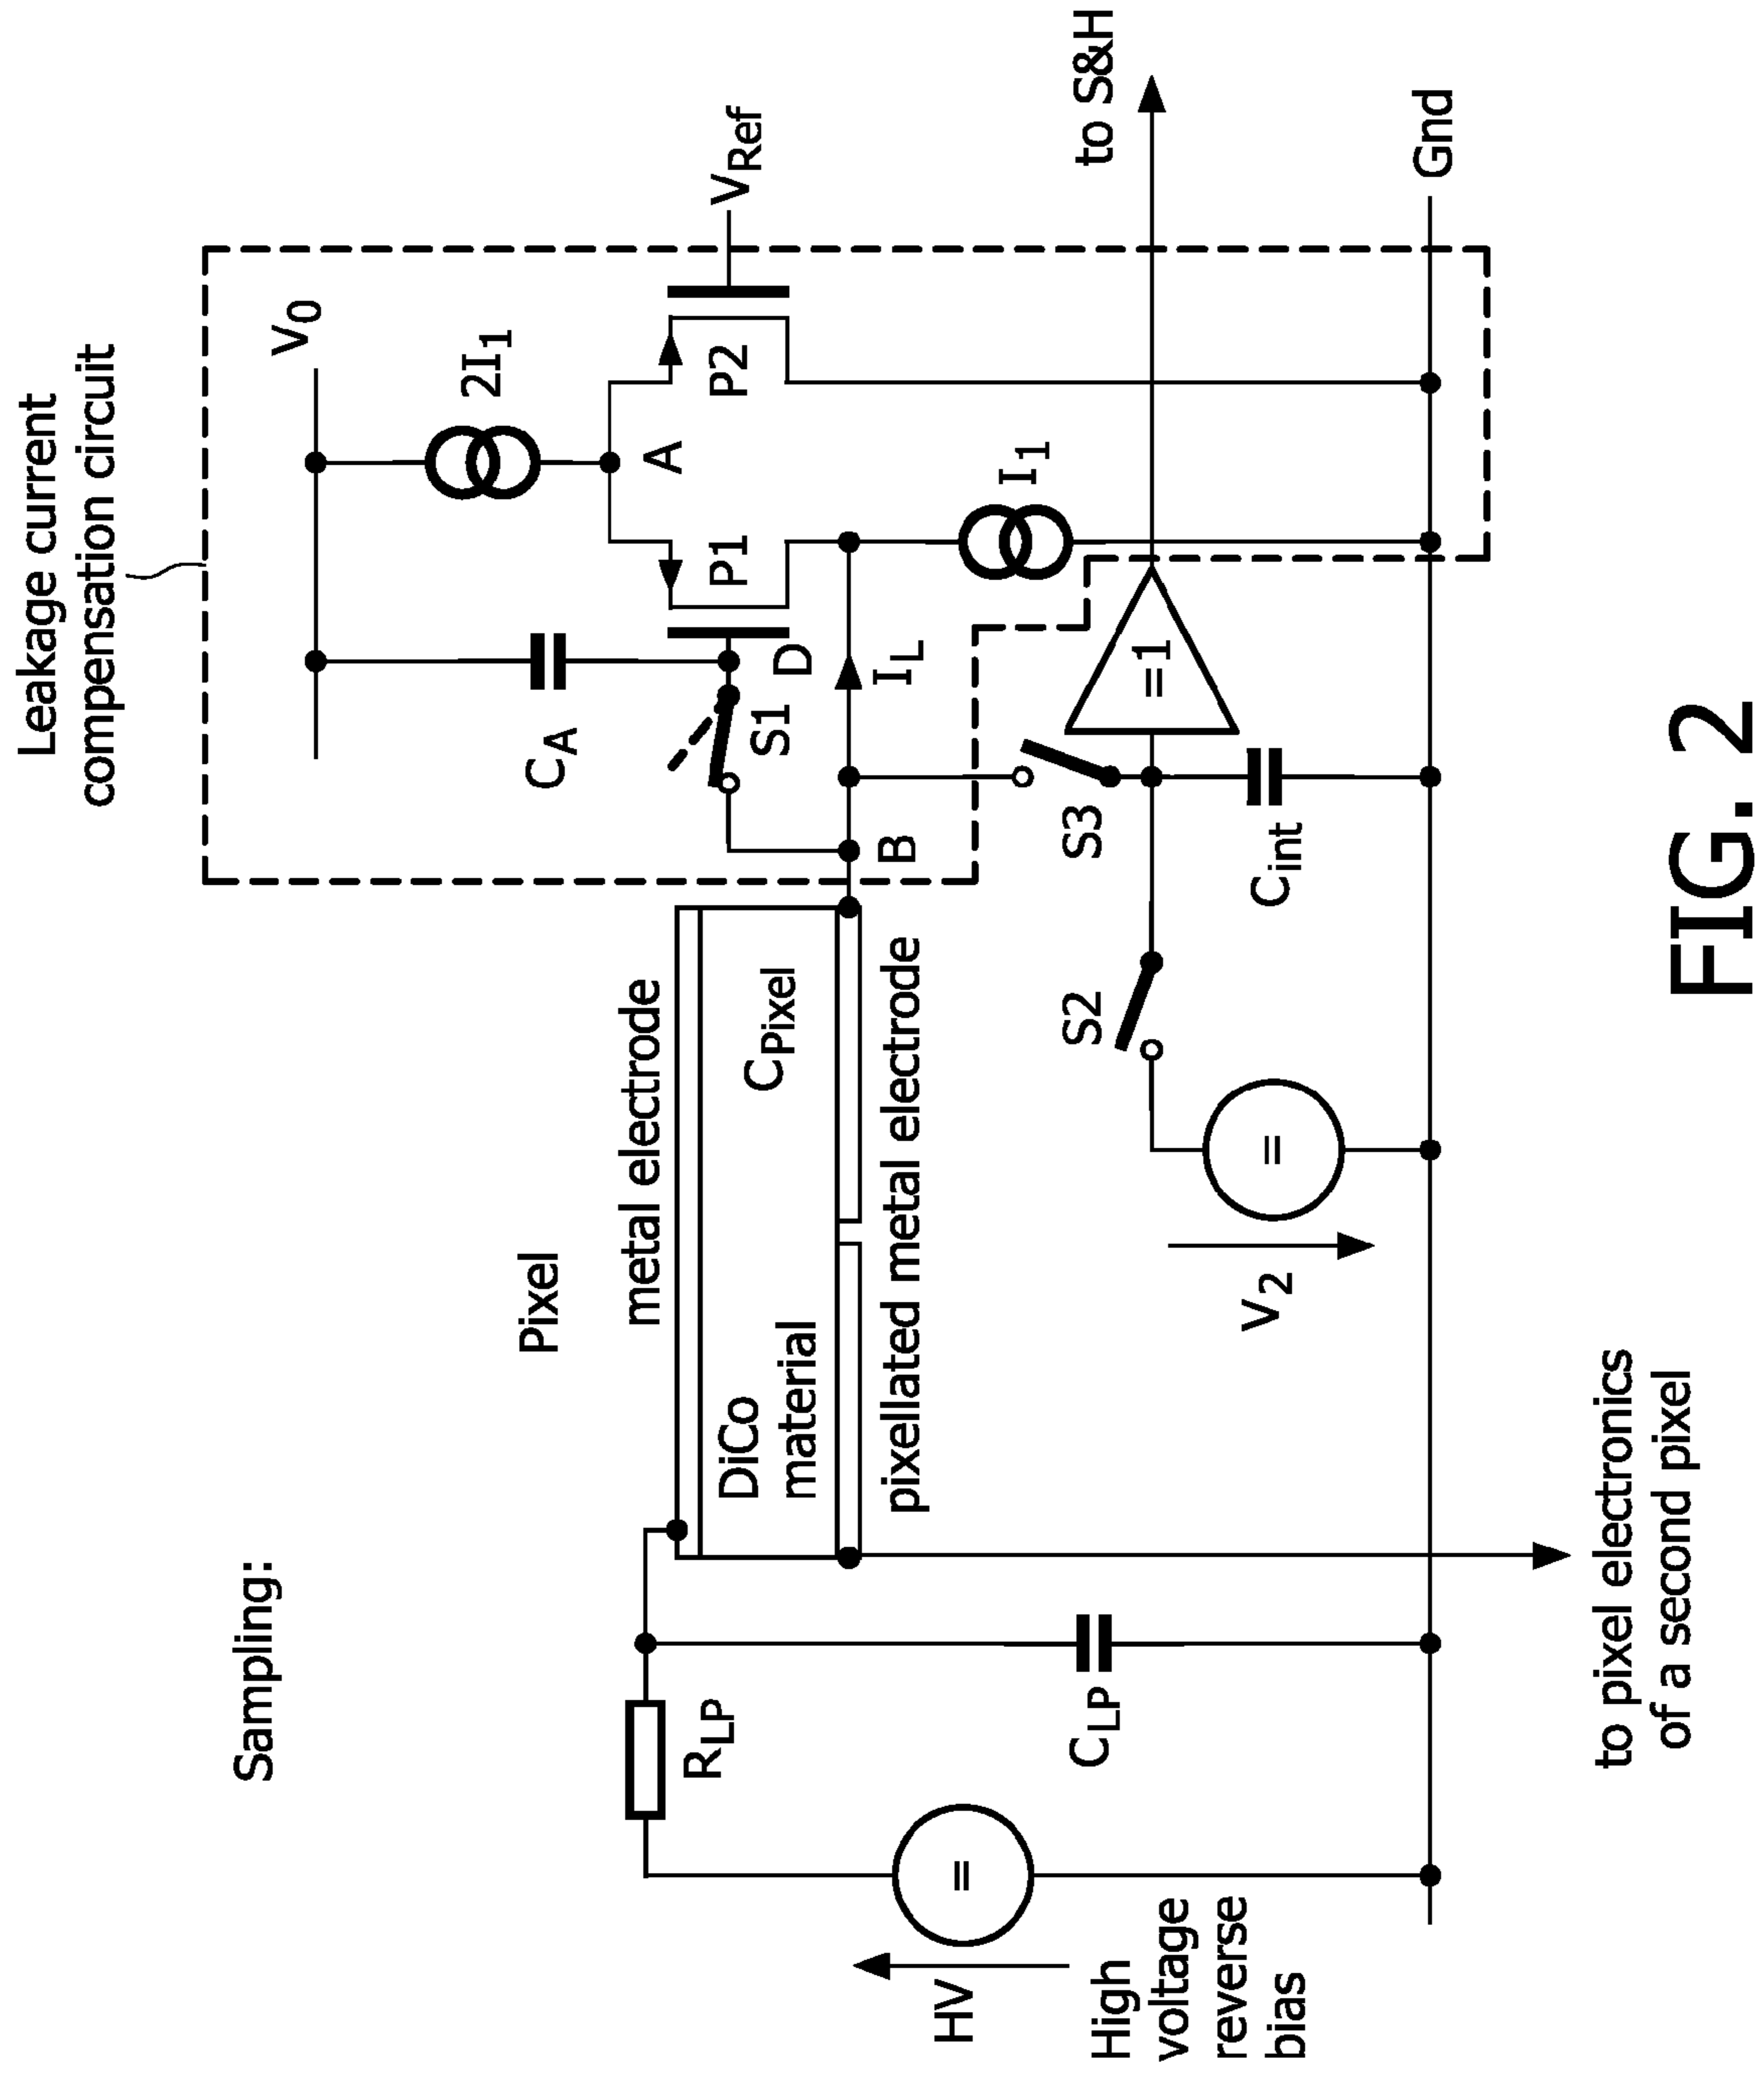 Sampling:
Leakage current
compensation circuit
V0
2I1
CA
A
P1
P2
VRef
S1
D
B
IL
I1
Pixel
metal electrode
DiCo
material
CPixel
pixellated metal electrode
RLP
CLP
HV
High
voltage
reverse
bias
V2
=
=
S2
S3
Cint
=1
to S&H
Gnd
to pixel electronics
of a second pixel
FIG. 2